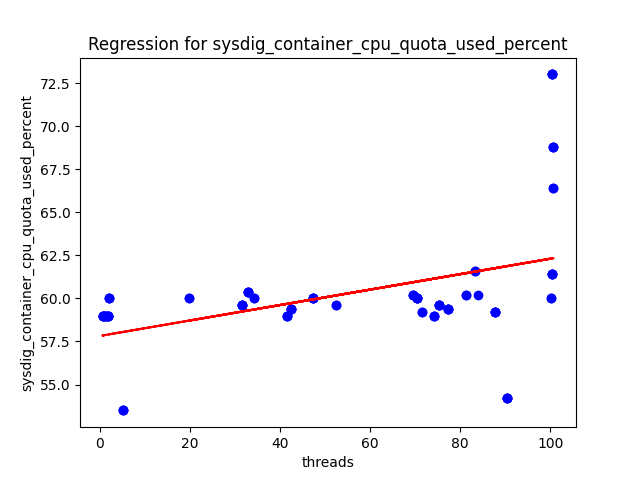 Regression for sysdig_container_cpu_quota_used_percent
sysdig_container_cpu_quota_used_percent
72.5
70.0
67.5
65.0
62.5
60.0
57.5
55.0
0 20 40 60 80 100
threads